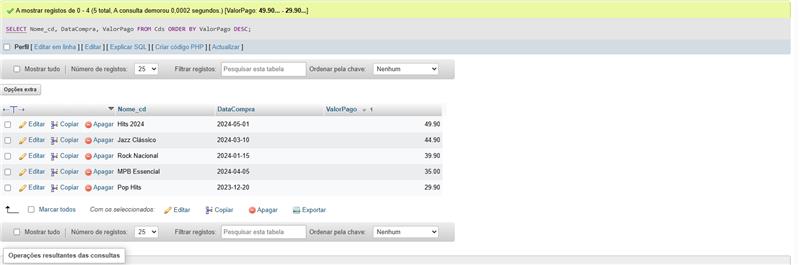 A mostrar registos de 0 - 4 (5 total, A consulta demorou 0,0002 segundos.) [ValorPago: 49.90... - 29.90...]
SELECT Nome_cd, DataCompra, ValorPago FROM Cds ORDER BY ValorPago DESC;
Perfil [ Editar em linha ] [ Editar ] [ Explicar SQL ] [ Criar código PHP ] [ Actualizar ]
Mostrar tudo | Número de registos: 25 Filtrar registos: Pesquisar esta tabela Ordenar pela chave: Nenhum
Opções extra
Nome_cd DataCompra ValorPago 1
Editar Copiar Apagar Hits 2024 2024-05-01 49.90
Editar Copiar Apagar Jazz Clássico 2024-03-10 44.90
Editar Copiar Apagar Rock Nacional 2024-01-15 39.90
Editar Copiar Apagar MPB Essencial 2024-04-05 35.00
Editar Copiar Apagar Pop Hits 2023-12-20 29.90
Marcar todos Com os seleccionados: Editar Copiar Apagar Exportar
Mostrar tudo | Número de registos: 25 Filtrar registos: Pesquisar esta tabela Ordenar pela chave: Nenhum
Operações resultantes das consultas